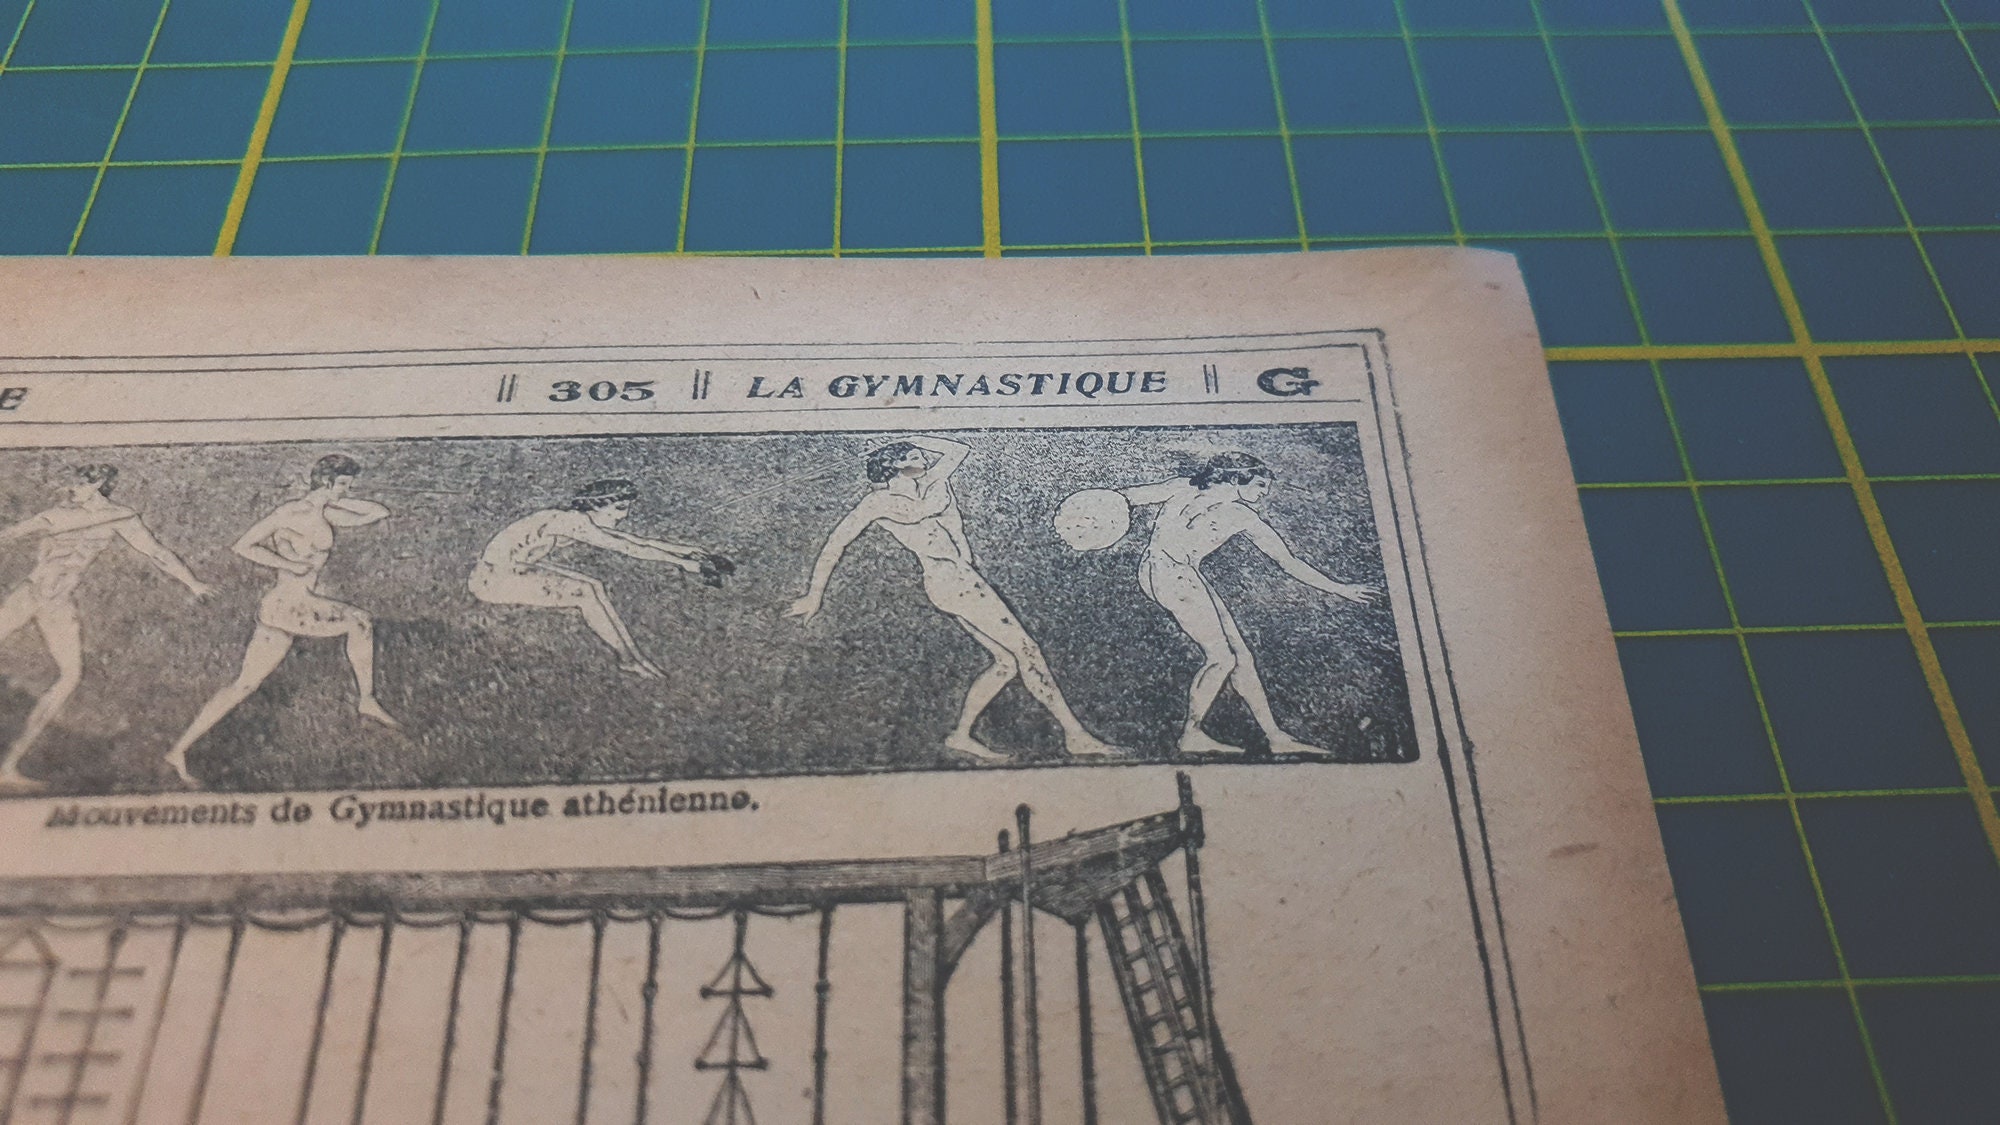 E || 305 || LA GYMNASTIQUE || G
Mouvements de Gymnastique athénienne.